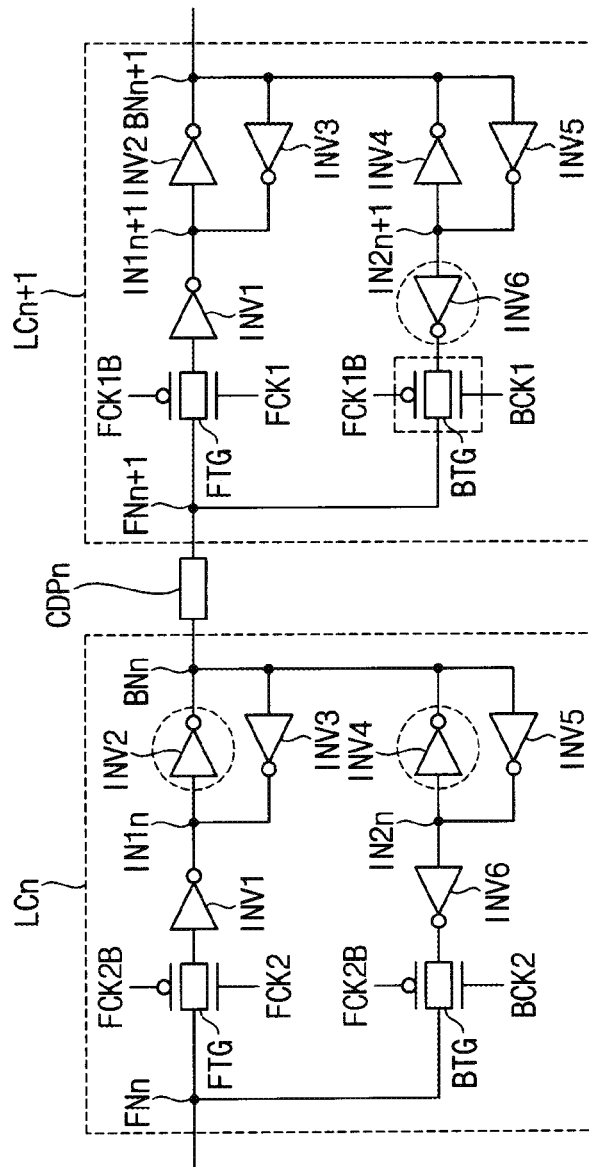 LCn
LCn+1
FNn
FCK2B
FCK2
FTG
INV1
IN1n
INV2
BNn
INV3
FCK2B
BCK2
BTG
INV6
IN2n
INV4
INV5
CDPn
FNn+1
FCK1B
FCK1
FTG
INV1
IN1n+1
INV2
BNn+1
INV3
FCK1B
BCK1
BTG
INV6
IN2n+1
INV4
INV5